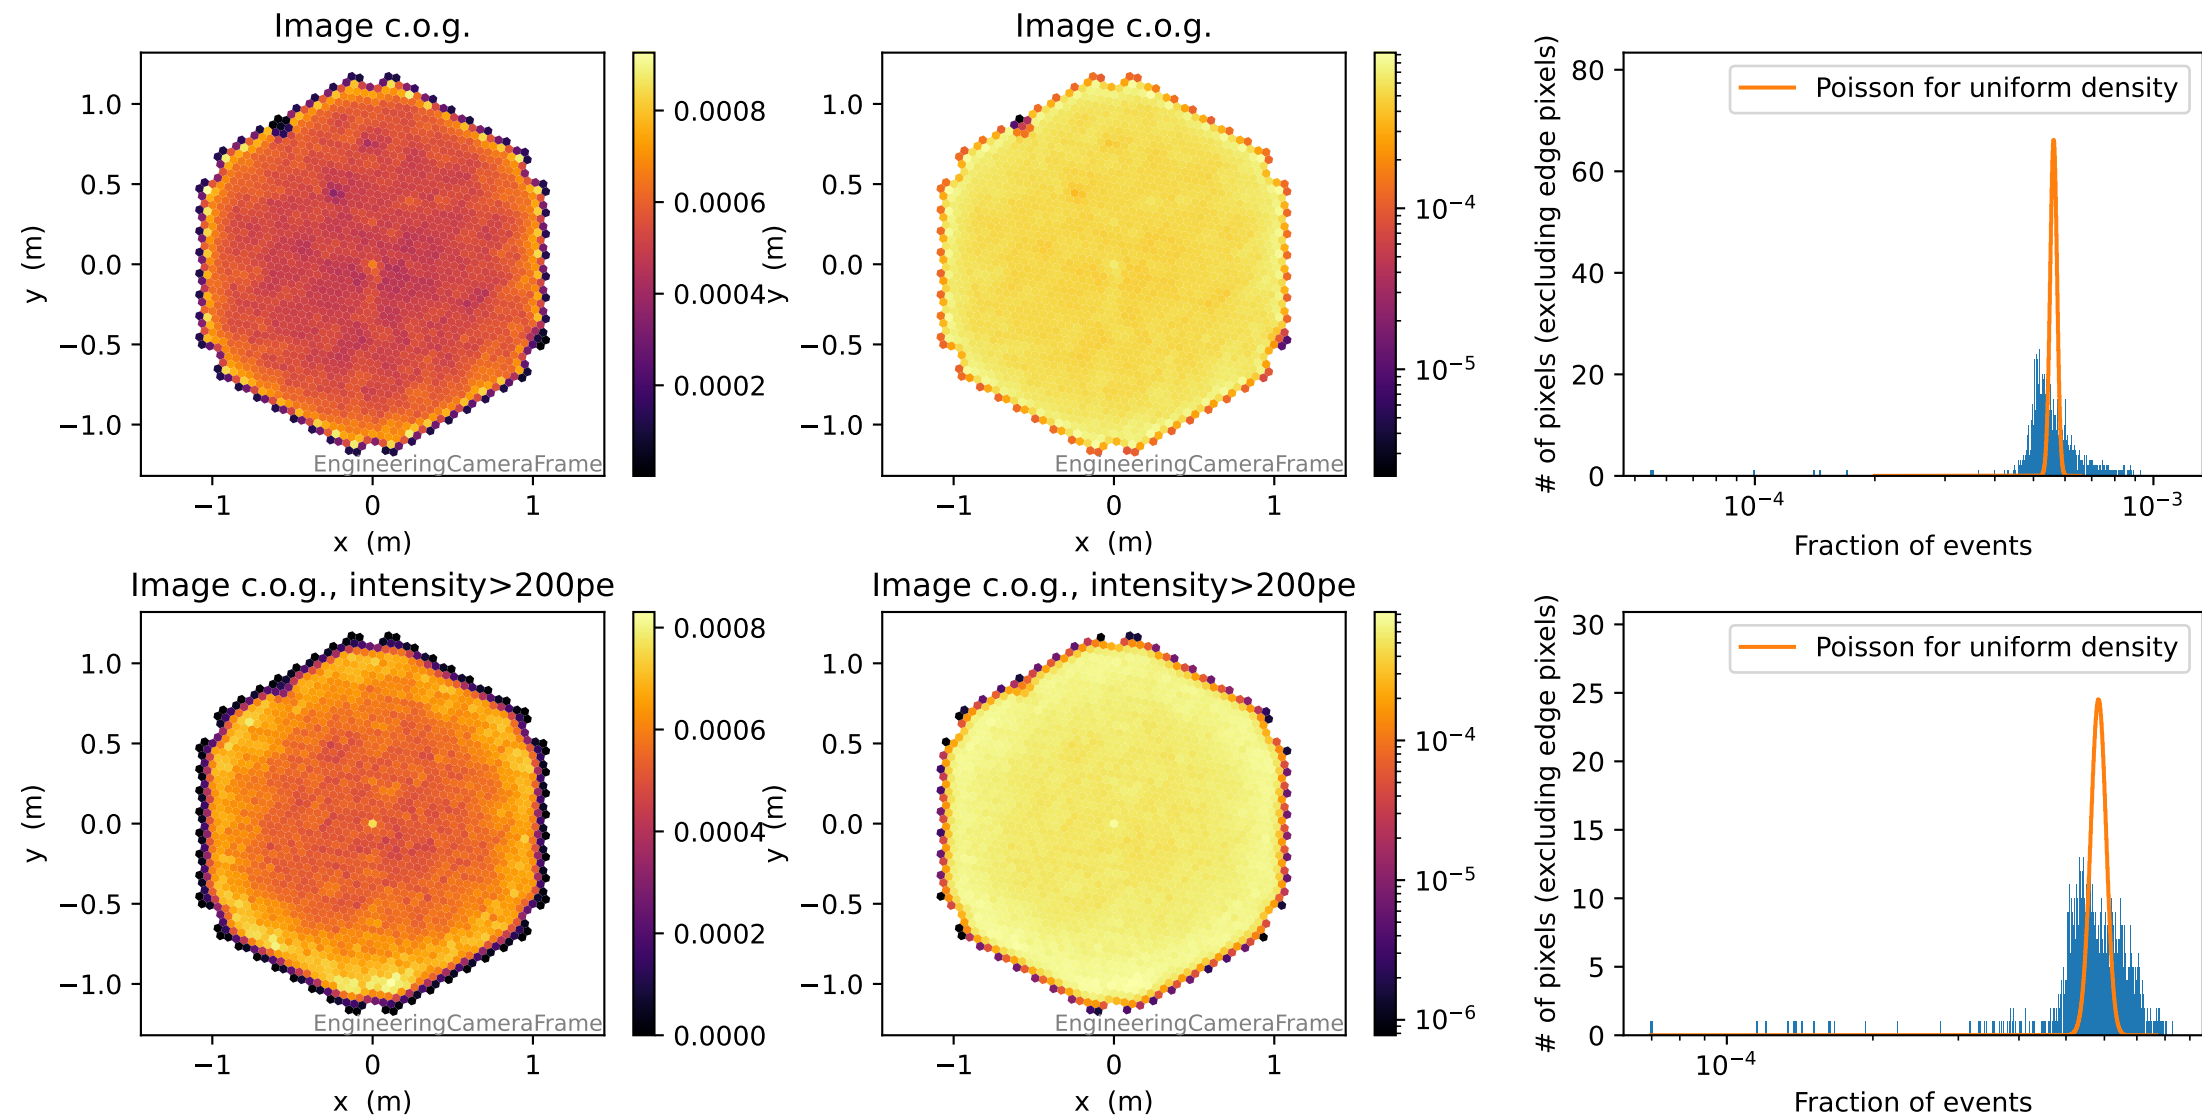 Image c.o.g.
y (m)
1.0
0.5
0.0
−0.5
−1.0
−1
0
1
x (m)
EngineeringCameraFrame
0.0008
0.0006
0.0004
0.0002
Image c.o.g.
y (m)
1.0
0.5
0.0
−0.5
−1.0
−1
0
1
x (m)
EngineeringCameraFrame
10⁻⁴
10⁻⁵
# of pixels (excluding edge pixels)
80
60
40
20
0
Poisson for uniform density
10⁻⁴
10⁻³
Fraction of events
Image c.o.g., intensity>200pe
y (m)
1.0
0.5
0.0
−0.5
−1.0
−1
0
1
x (m)
EngineeringCameraFrame
0.0008
0.0006
0.0004
0.0002
0.0000
Image c.o.g., intensity>200pe
y (m)
1.0
0.5
0.0
−0.5
−1.0
−1
0
1
x (m)
EngineeringCameraFrame
10⁻⁴
10⁻⁵
10⁻⁶
# of pixels (excluding edge pixels)
30
25
20
15
10
5
0
Poisson for uniform density
10⁻⁴
Fraction of events